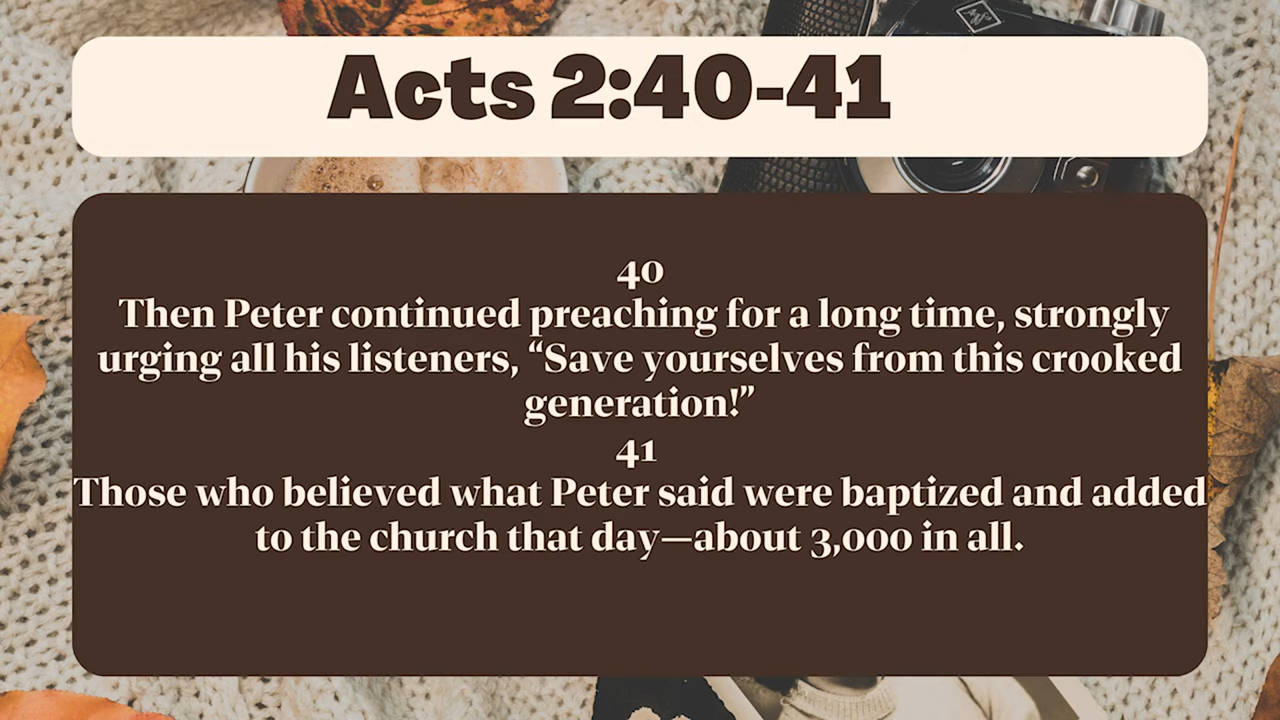 Acts 2:40-41
40
Then Peter continued preaching for a long time, strongly
urging all his listeners, “Save yourselves from this crooked
generation!”
41
Those who believed what Peter said were baptized and added
to the church that day—about 3,000 in all.